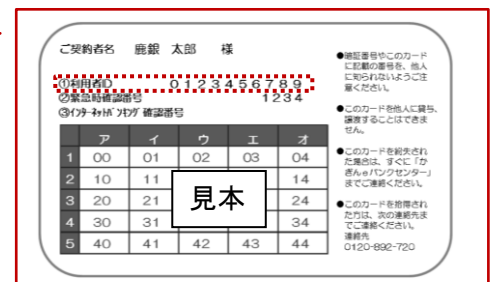 ご契約者名 鹿銀 太郎 様
①利用者ID 0123456789
②緊急時確認番号 1234
③ｲﾝﾀｰﾈｯﾄﾊﾞﾝｷﾝｸﾞ確認番号
ア イ ウ エ オ
1 00 01 02 03 04
2 10 11 14
3 20 21 24
4 30 31 34
5 40 41 42 43 44
見本
●確認番号やこのカード
に記載の番号を、他人
に知られないようご注
意ください。
●このカードを他人に貸与、
譲渡することはできま
せん。
●このカードを紛失され
た場合は、すぐに「か
ぎんｅバンクセンター」
までご連絡ください。
●このカードを拾得され
た方は、次の連絡先ま
でご連絡ください。
連絡先
0120-892-720